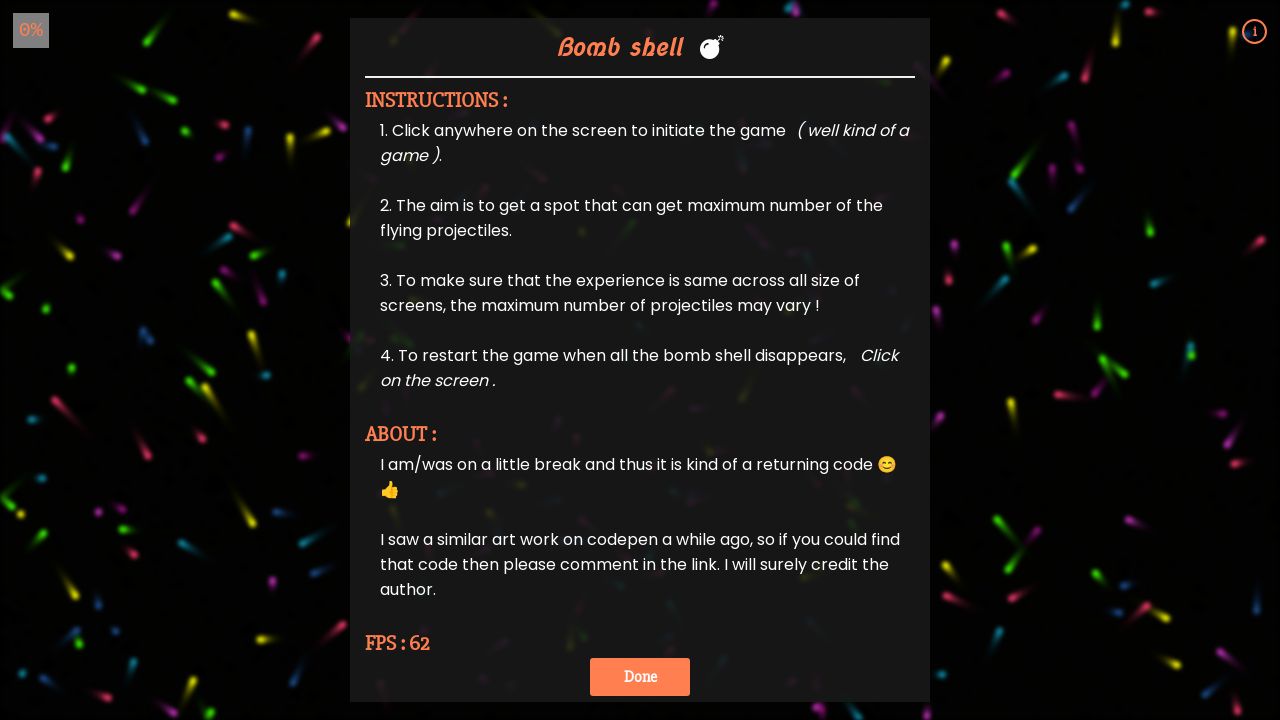 0%
i
Bomb shell 💣
INSTRUCTIONS :
1. Click anywhere on the screen to initiate the game ( well kind of a
game ).
2. The aim is to get a spot that can get maximum number of the
flying projectiles.
3. To make sure that the experience is same across all size of
screens, the maximum number of projectiles may vary !
4. To restart the game when all the bomb shell disappears, Click
on the screen .
ABOUT :
I am/was on a little break and thus it is kind of a returning code 😊
👍
I saw a similar art work on codepen a while ago, so if you could find
that code then please comment in the link. I will surely credit the
author.
FPS : 62
Done